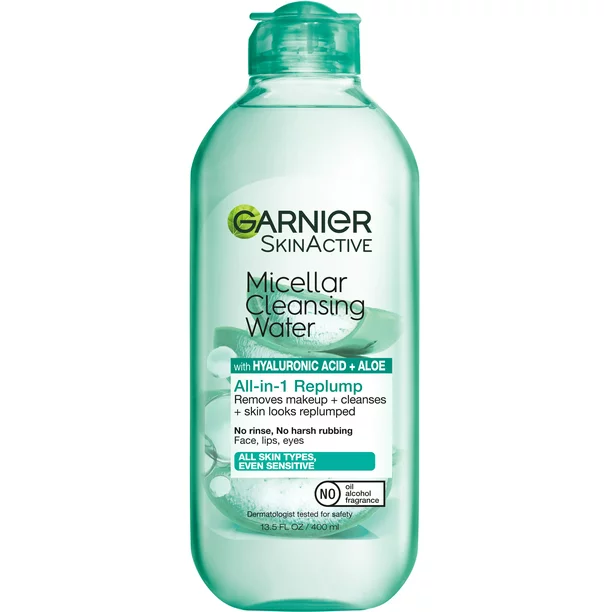 GARNIER
SKINACTIVE
Micellar
Cleansing
Water
with HYALURONIC ACID + ALOE
All-in-1 Replump
Removes makeup + cleanses
+ skin looks replumped
No rinse, No harsh rubbing
Face, lips, eyes
ALL SKIN TYPES,
EVEN SENSITIVE
NO oil
alcohol
fragrance
Dermatologist tested for safety
13.5 FL OZ / 400 ml